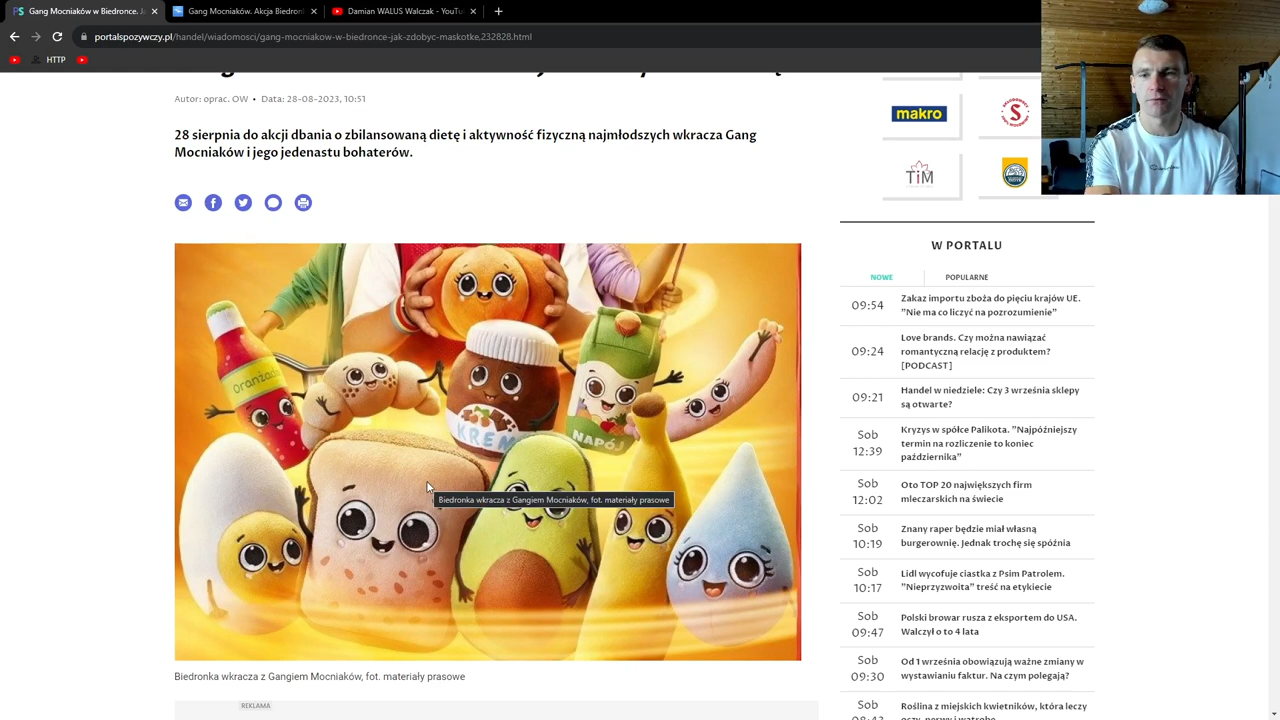 Gang Mocniaków w Biedronce. Ja
Gang Mocniaków. Akcja Biedronk
Damian WALUS Walczak - YouTu
portalspozywczy.pl/handel/wiadomosci/gang-mocniakow-w-biedronce-jak-zdobyc-maskotke,232828.html
HTTP
Autor: oprac. OW • Data: 28-08-2023, 10:51
28 sierpnia do akcji dbania o zbilansowaną dietę i aktywność fizyczną najmłodszych wkracza Gang
Mocniaków i jego jedenastu bohaterów.
makro
TiM
Oranżada
KREM
NAPÓJ
Biedronka wkracza z Gangiem Mocniaków, fot. materiały prasowe
Biedronka wkracza z Gangiem Mocniaków, fot. materiały prasowe
REKLAMA
W PORTALU
NOWE
POPULARNE
09:54
Zakaz importu zboża do pięciu krajów UE.
"Nie ma co liczyć na pozrozumienie"
09:24
Love brands. Czy można nawiązać
romantyczną relację z produktem?
[PODCAST]
09:21
Handel w niedziele: Czy 3 września sklepy
są otwarte?
Sob
12:39
Kryzys w spółce Palikota. "Najpóźniejszy
termin na rozliczenie to koniec
października"
Sob
12:02
Oto TOP 20 największych firm
mleczarskich na świecie
Sob
10:19
Znany raper będzie miał własną
burgerownię. Jednak trochę się spóźnia
Sob
10:17
Lidl wycofuje ciastka z Psim Patrolem.
"Nieprzyzwoita" treść na etykiecie
Sob
09:47
Polski browar rusza z eksportem do USA.
Walczył o to 4 lata
Sob
09:30
Od 1 września obowiązują ważne zmiany w
wystawianiu faktur. Na czym polegają?
Sob
Roślina z miejskich kwietników, która leczy